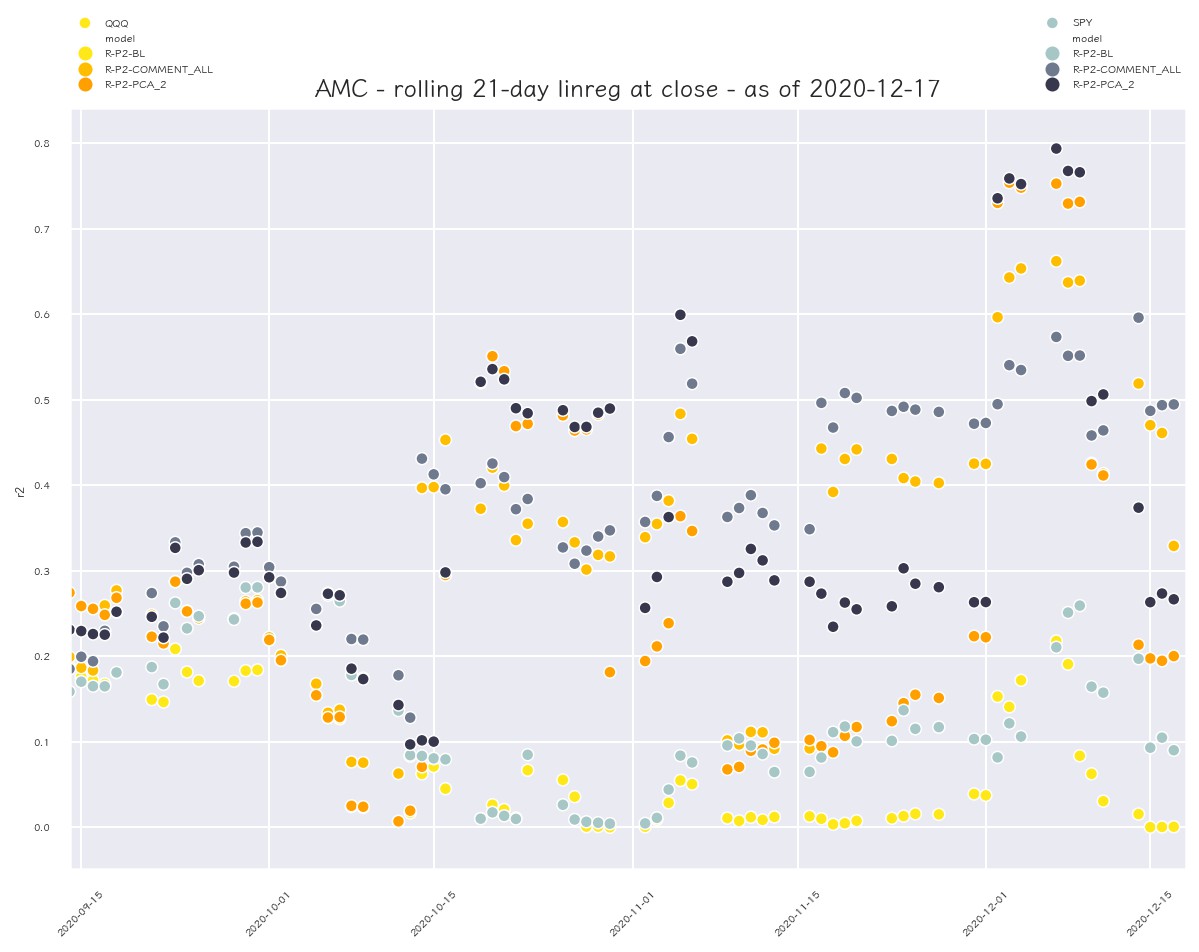 QQQ
model
R-P2-BL
R-P2-COMMENT_ALL
R-P2-PCA_2
SPY
model
R-P2-BL
R-P2-COMMENT_ALL
R-P2-PCA_2
AMC - rolling 21-day linreg at close - as of 2020-12-17
0.8
0.7
0.6
0.5
0.4
0.3
0.2
0.1
0.0
r2
2020-09-15
2020-10-01
2020-10-15
2020-11-01
2020-11-15
2020-12-01
2020-12-15